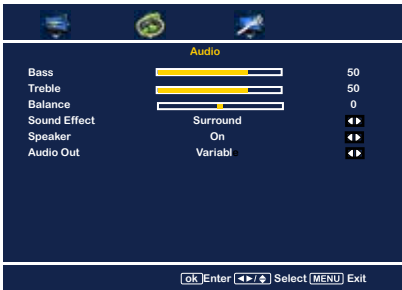 Audio
Bass 50
Treble 50
Balance 0
Sound Effect Surround
Speaker On
Audio Out Variabl
ok Enter ◄►/◆ Select MENU Exit